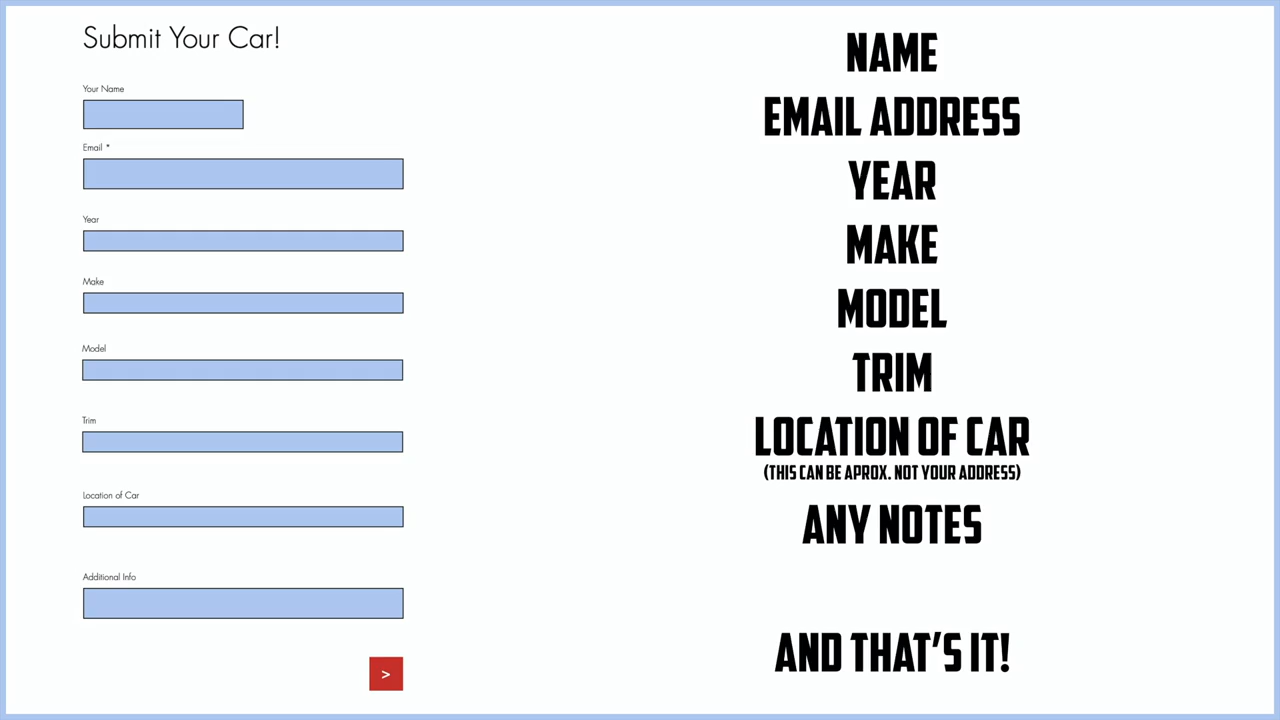 Submit Your Car!
Your Name
Email *
Year
Make
Model
Trim
Location of Car
Additional Info
>
NAME
EMAIL ADDRESS
YEAR
MAKE
MODEL
TRIM
LOCATION OF CAR
(THIS CAN BE APROX. NOT YOUR ADDRESS)
ANY NOTES
AND THAT'S IT!